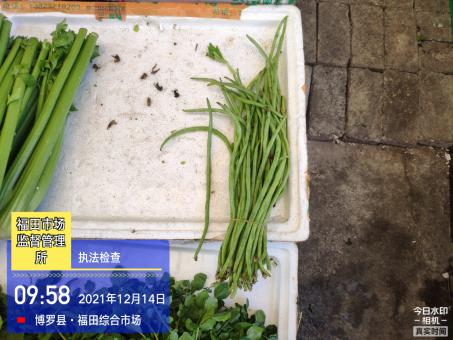 福田市场
监督管理
所
执法检查
09:58
2021年12月14日
博罗县·福田综合市场
今日水印
相机
真实时间